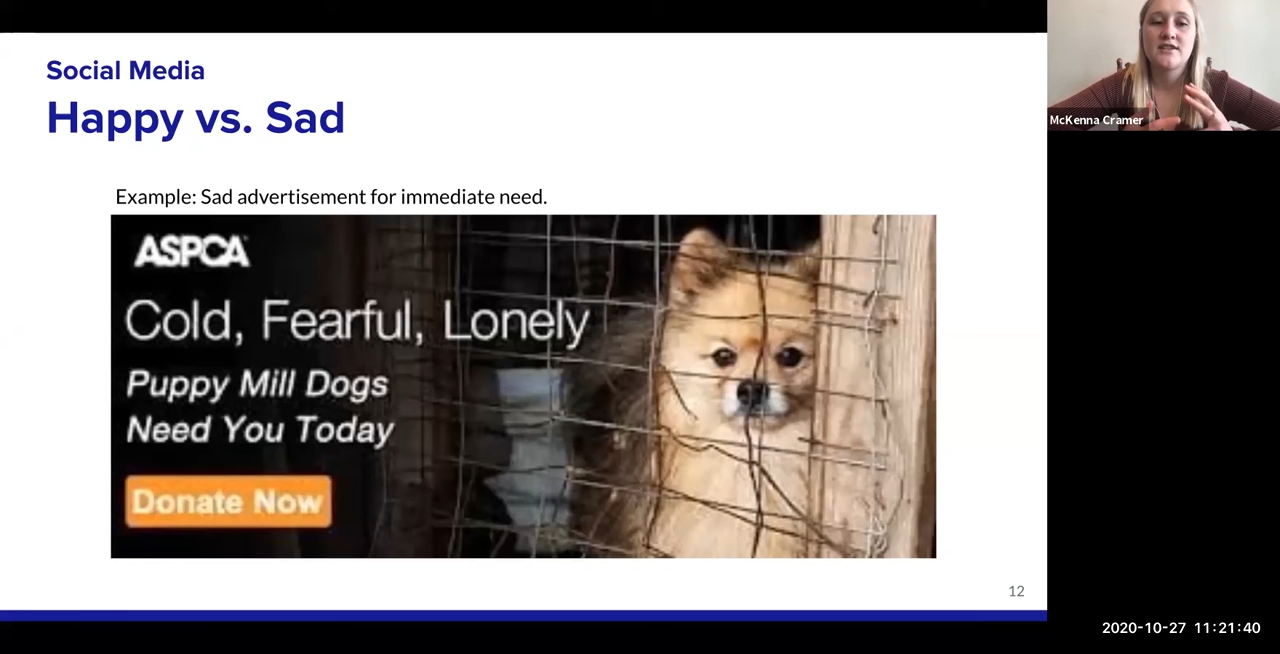 Social Media
Happy vs. Sad
Example: Sad advertisement for immediate need.
ASPCA
Cold, Fearful, Lonely
Puppy Mill Dogs
Need You Today
Donate Now
12
McKenna Cramer
2020-10-27 11:21:40